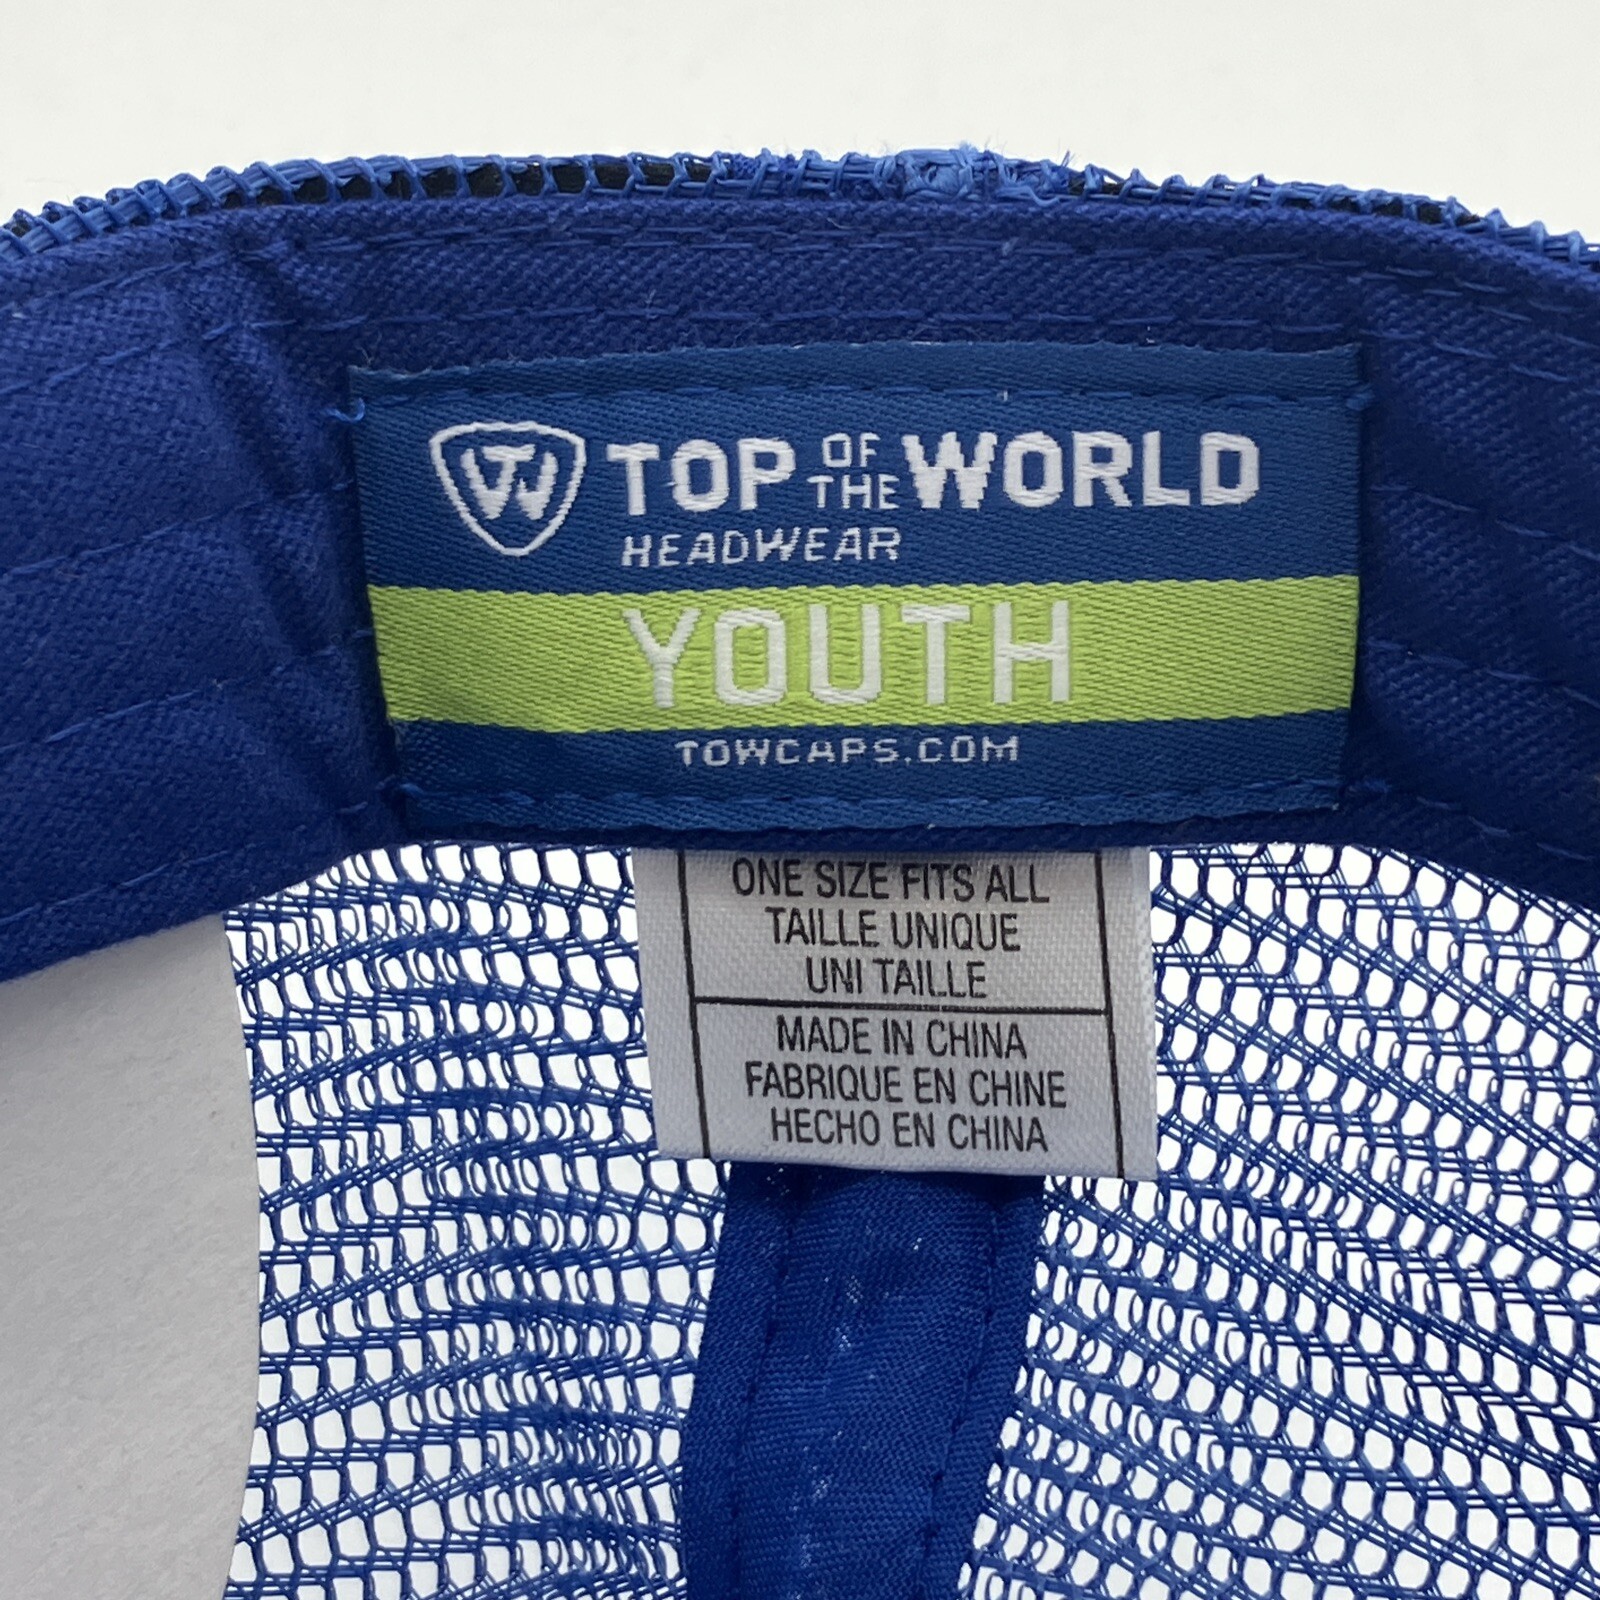 TW TOP OF THE WORLD
HEADWEAR
YOUTH
TOWCAPS.COM
ONE SIZE FITS ALL
TAILLE UNIQUE
UNI TAILLE
MADE IN CHINA
FABRIQUE EN CHINE
HECHO EN CHINA